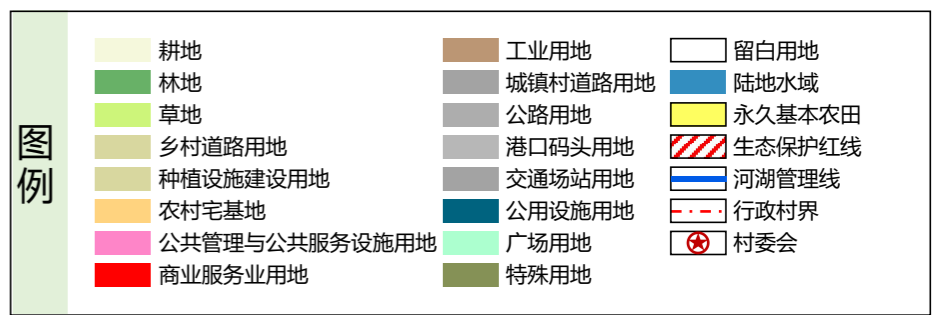 图例
耕地
林地
草地
乡村道路用地
种植设施建设用地
农村宅基地
公共管理与公共服务设施用地
商业服务业用地
工业用地
城镇村道路用地
公路用地
港口码头用地
交通场站用地
公用设施用地
广场用地
特殊用地
留白用地
陆地水域
永久基本农田
生态保护红线
河湖管理线
行政村界
村委会